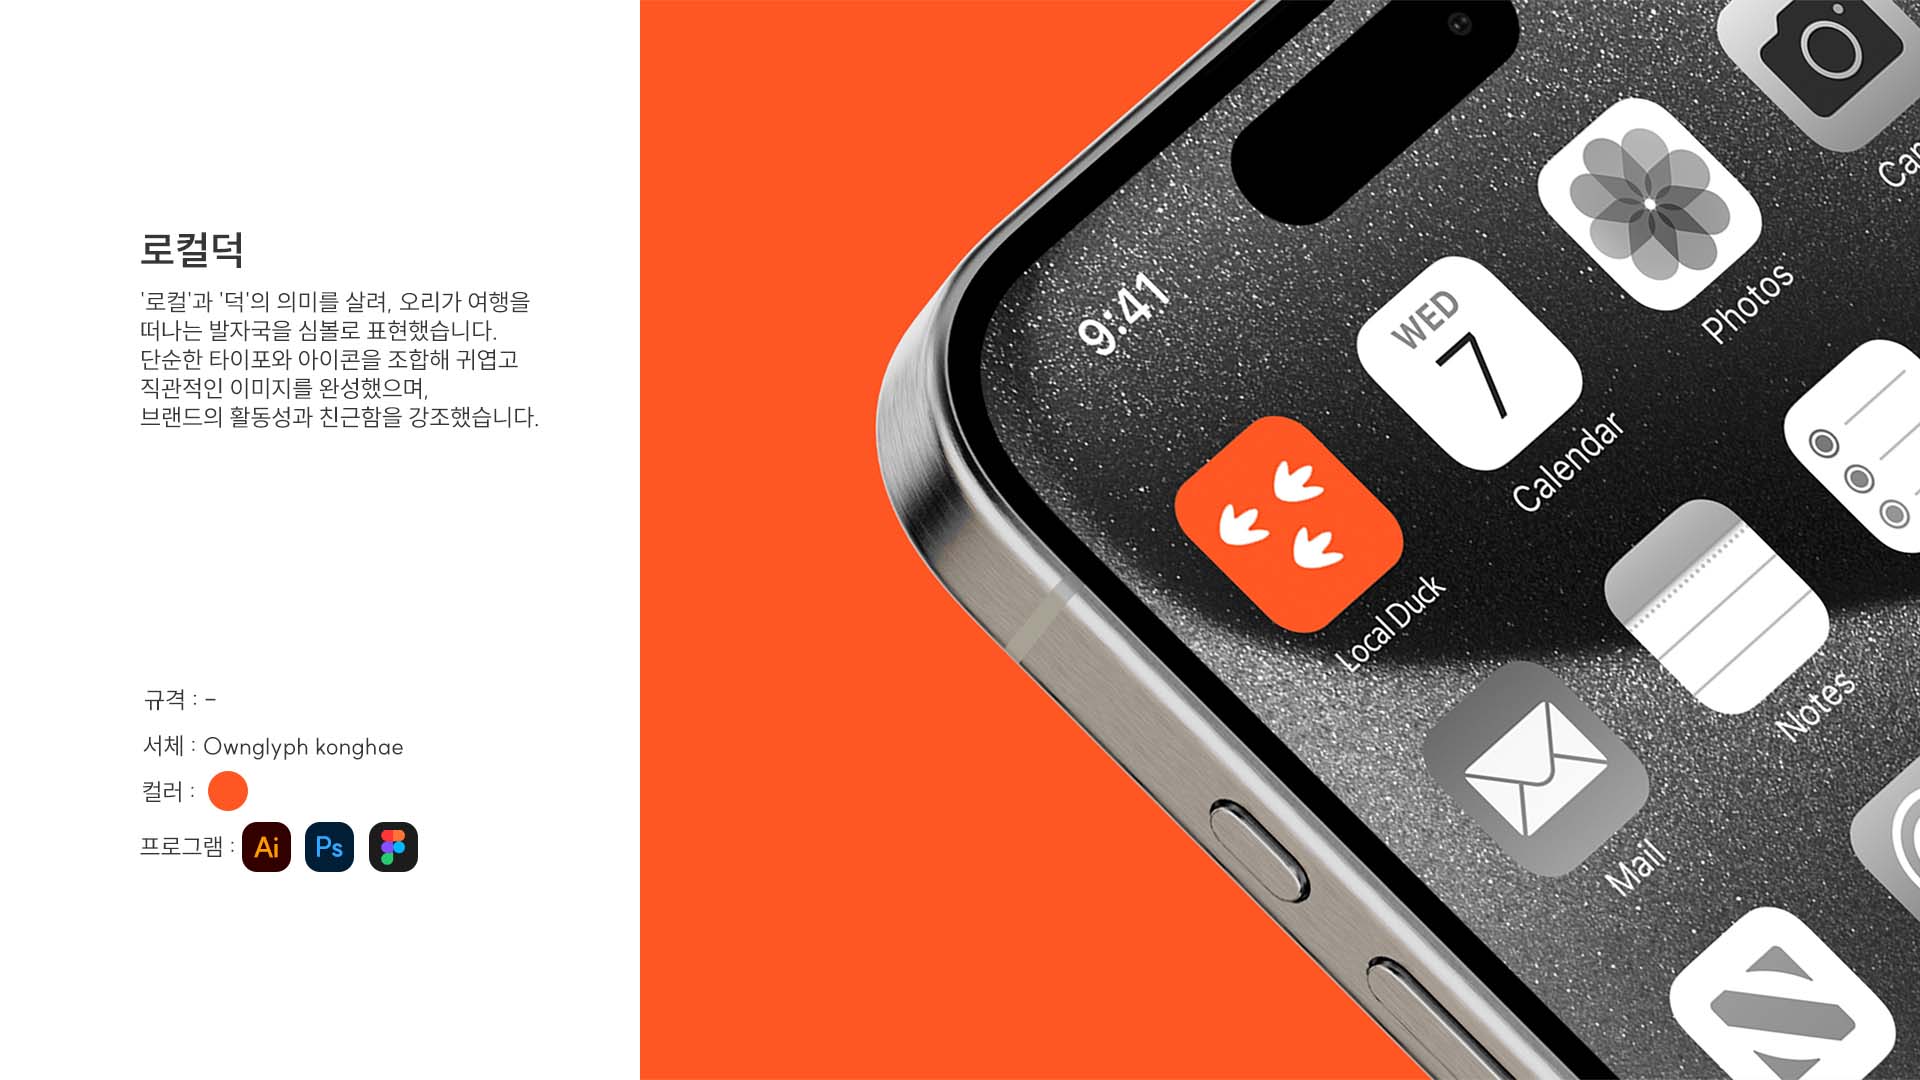 로컬덕
'로컬'과 '덕'의 의미를 살려, 오리가 여행을
떠나는 발자국을 심볼로 표현했습니다.
단순한 타이포와 아이콘을 조합해 귀엽고
직관적인 이미지를 완성했으며,
브랜드의 활동성과 친근함을 강조했습니다.
규격 : -
서체 : Ownglyph konghae
컬러 :
프로그램 : Ai Ps
9:41
WED
7
Calendar
Photos
Local Duck
Notes
Mail